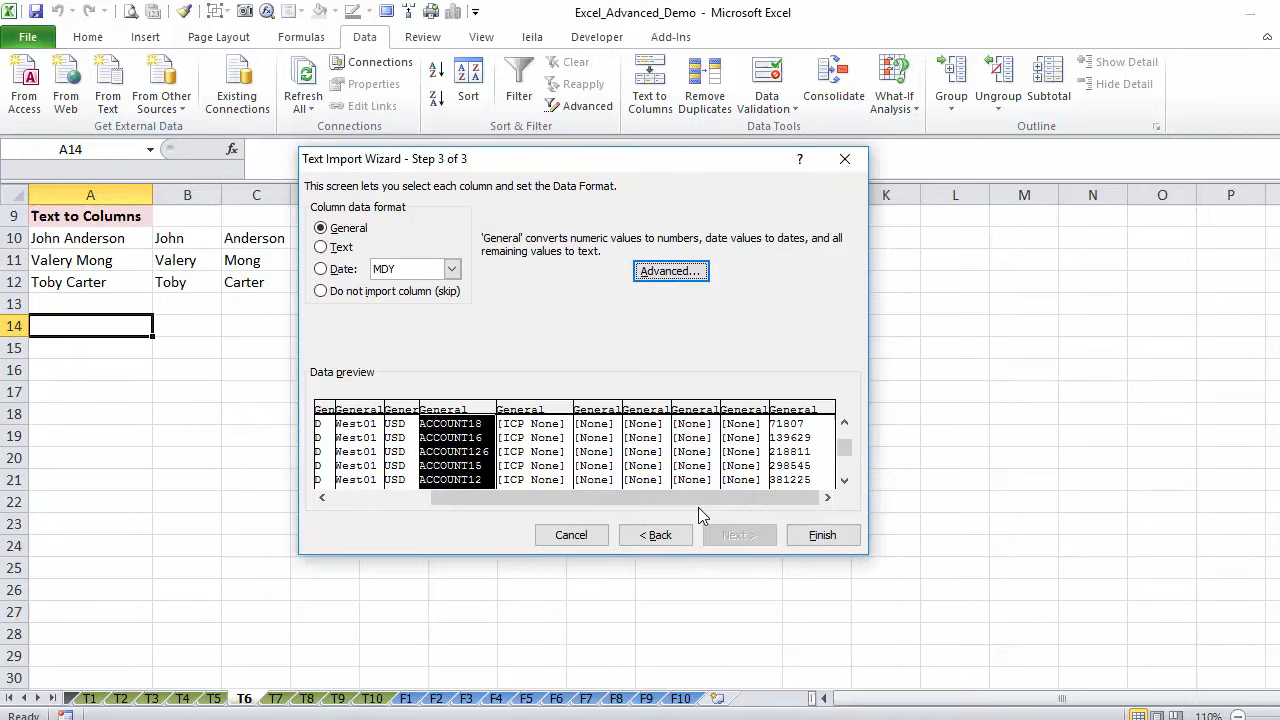 Excel_Advanced_Demo - Microsoft Excel
File Home Insert Page Layout Formulas Data Review View leila Developer Add-Ins
From Access
From Web
From Text
From Other Sources
Existing Connections
Get External Data
Refresh All
Connections
Properties
Edit Links
Connections
Sort
Filter
Clear
Reapply
Advanced
Sort & Filter
Text to Columns
Remove Duplicates
Data Validation
Consolidate
What-If Analysis
Data Tools
Group
Ungroup
Subtotal
Show Detail
Hide Detail
Outline
A14 fx
A B C K L M N O P
9 Text to Columns
10 John Anderson John Anderson
11 Valery Mong Valery Mong
12 Toby Carter Toby Carter
13
14
15
16
17
18
19
20
21
22
23
24
25
26
27
28
29
30
Text Import Wizard - Step 3 of 3 ?
This screen lets you select each column and set the Data Format.
Column data format
General
Text
Date: MDY
Do not import column (skip)
'General' converts numeric values to numbers, date values to dates, and all
remaining values to text.
Advanced...
Data preview
Gen General Gener General General General General General General General
D West01 USD ACCOUNT18 [ICP None] [None] [None] [None] [None] 71807
D West01 USD ACCOUNT16 [ICP None] [None] [None] [None] [None] 139629
D West01 USD ACCOUNT126 [ICP None] [None] [None] [None] [None] 218811
D West01 USD ACCOUNT15 [ICP None] [None] [None] [None] [None] 298545
D West01 USD ACCOUNT12 [ICP None] [None] [None] [None] [None] 381225
Cancel < Back Next > Finish
T1 T2 T3 T4 T5 T6 T7 T8 T9 T10 F1 F2 F3 F4 F5 F6 F7 F8 F9 F10
Ready 110%